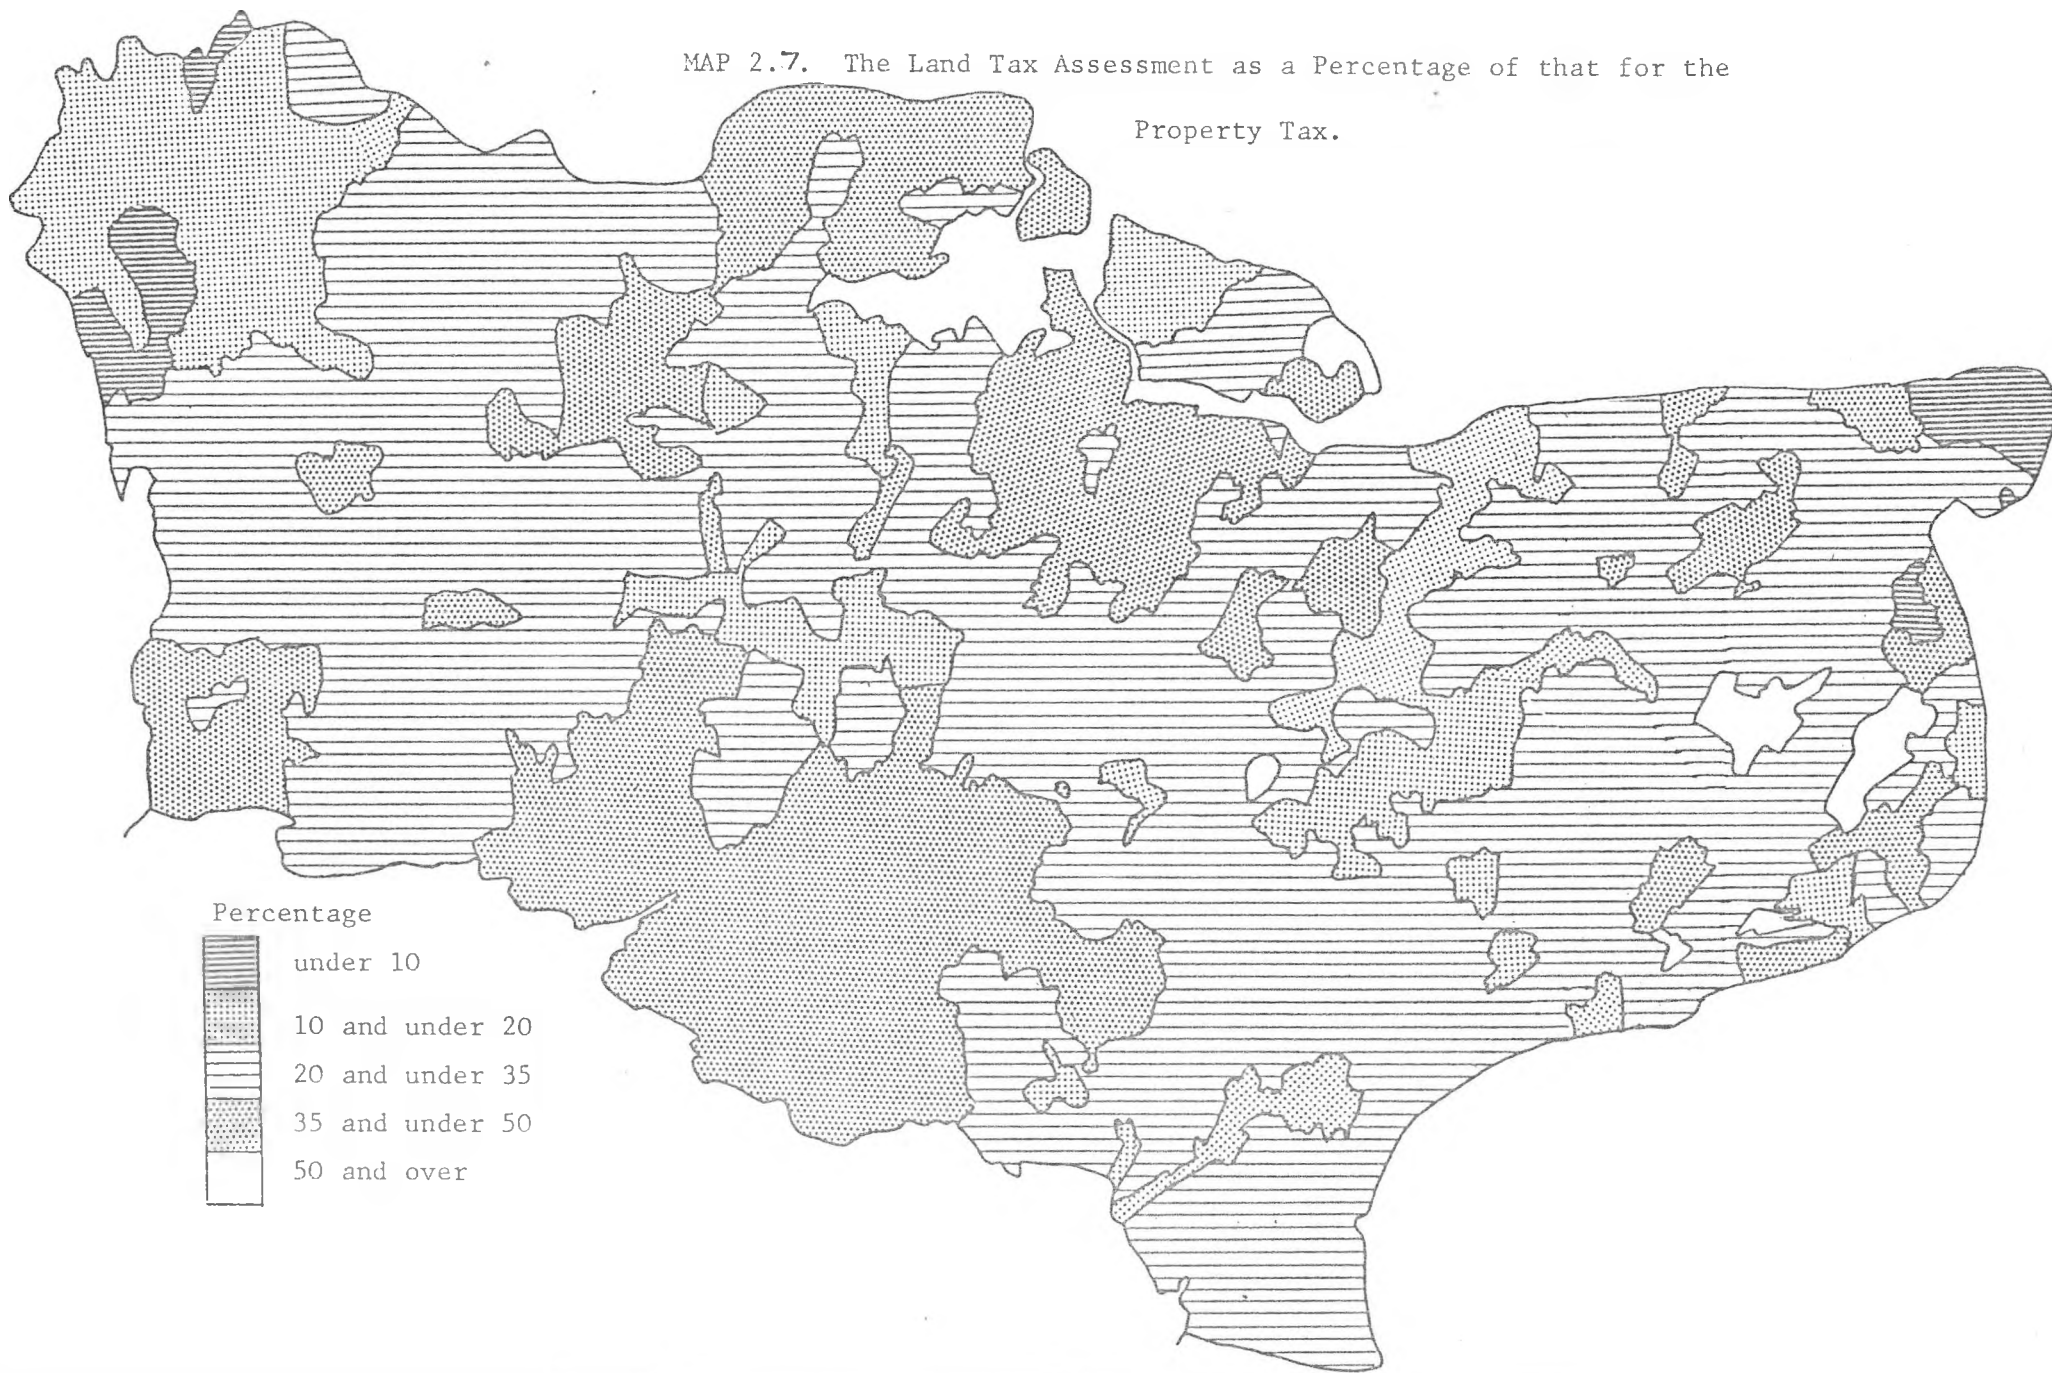 MAP 2.7. The Land Tax Assessment as a Percentage of that for the
Property Tax.
Percentage
under 10
10 and under 20
20 and under 35
35 and under 50
50 and over